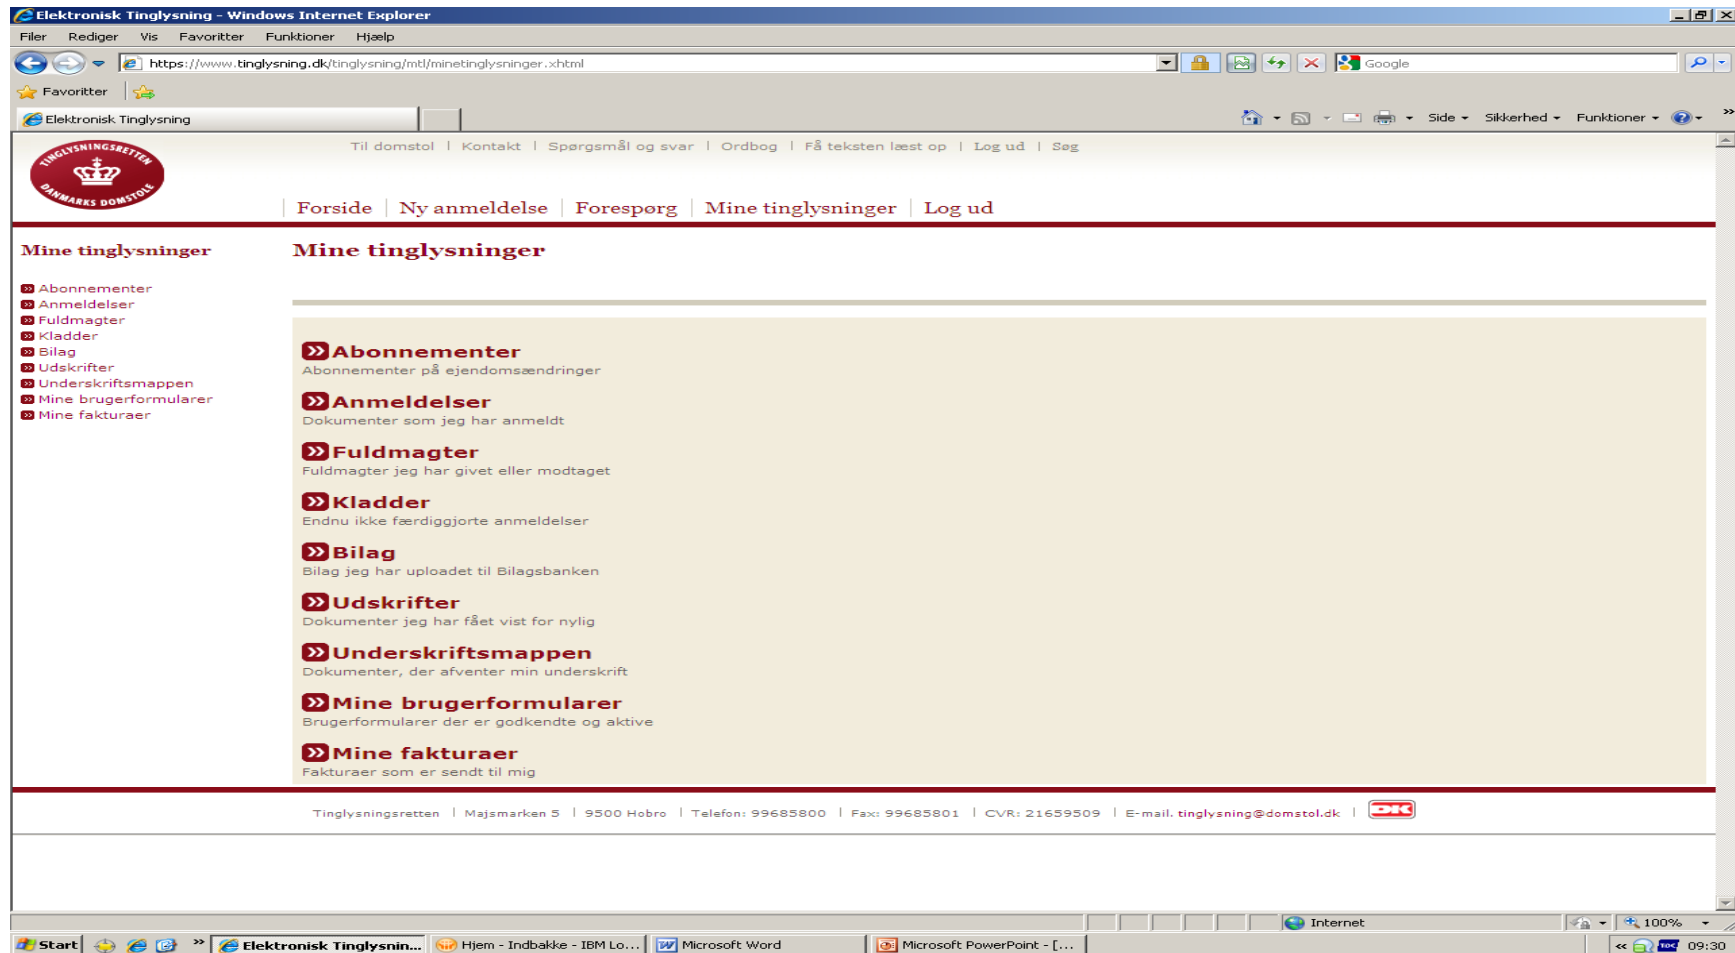 Elektronisk Tinglysning - Windows Internet Explorer
Filer Rediger Vis Favoritter Funktioner Hjælp
https://www.tinglysning.dk/tinglysning/mtl/minetinglysninger.xhtml
Google
Favoritter
Elektronisk Tinglysning
Side Sikkerhed Funktioner
TINGLYSNINGSRETTEN
DANMARKS DOMSTOLE
Til domstol | Kontakt | Spørgsmål og svar | Ordbog | Få teksten læst op | Log ud | Søg
Forside | Ny anmeldelse | Forespørg | Mine tinglysninger | Log ud
Mine tinglysninger
Abonnementer
Anmeldelser
Fuldmagter
Kladder
Bilag
Udskrifter
Underskriftsmappen
Mine brugerformularer
Mine fakturaer
Mine tinglysninger
Abonnementer
Abonnementer på ejendomsændringer
Anmeldelser
Dokumenter som jeg har anmeldt
Fuldmagter
Fuldmagter jeg har givet eller modtaget
Kladder
Endnu ikke færdiggjorte anmeldelser
Bilag
Bilag jeg har uploadet til Bilagsbanken
Udskrifter
Dokumenter jeg har fået vist for nylig
Underskriftsmappen
Dokumenter, der afventer min underskrift
Mine brugerformularer
Brugerformularer der er godkendte og aktive
Mine fakturaer
Fakturaer som er sendt til mig
Tinglysningsretten | Majsmarken 5 | 9500 Hobro | Telefon: 99685800 | Fax: 99685801 | CVR: 21659509 | E-mail. tinglysning@domstol.dk | DK
Internet
100%
Start
Elektronisk Tinglysnin...
Hjem - Indbakke - IBM Lo...
Microsoft Word
Microsoft PowerPoint - [...
09:30